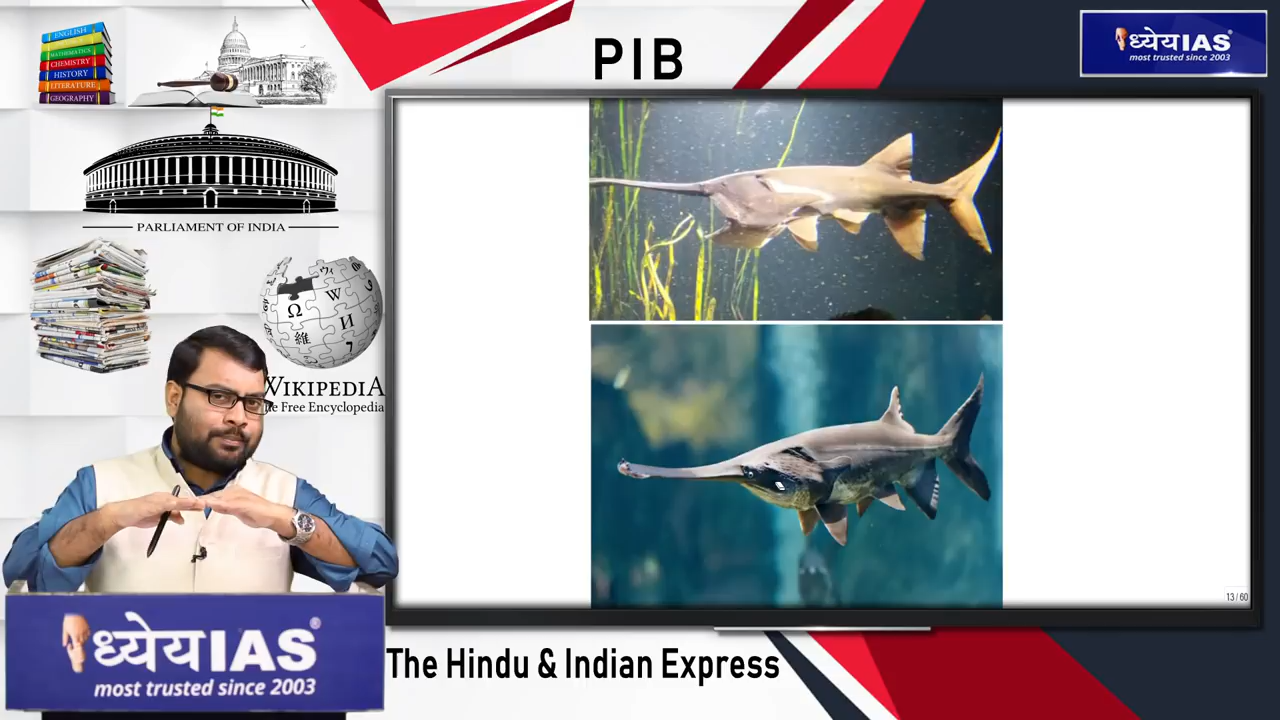 ENGLISH
MATHEMATICS
CHEMISTRY
HISTORY
LITERATURE
GEOGRAPHY
PIB
ध्येयIAS®
most trusted since 2003
PARLIAMENT OF INDIA
Ω
W
И
維
WIKIPEDIA
The Free Encyclopedia
13 / 60
ध्येयIAS®
most trusted since 2003
The Hindu & Indian Express